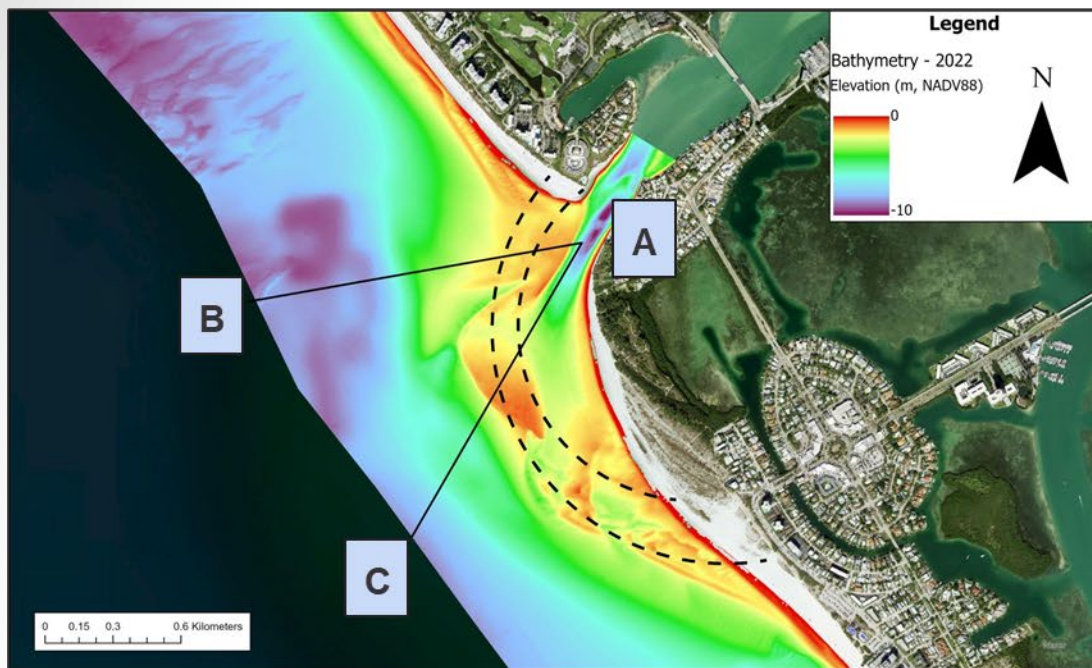 Legend
Bathymetry - 2022
Elevation (m, NADV88)
0
-10
N
A
B
C
0 0.15 0.3 0.6 Kilometers